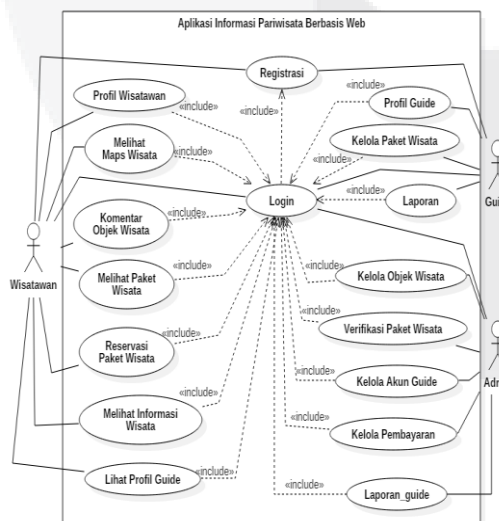 Aplikasi Informasi Pariwisata Berbasis Web
Registrasi
Profil Wisatawan
«include»
«include»
«include»
Profil Guide
Melihat
Maps Wisata
«include»
Kelola Paket Wisata
«include»
Login
«include»
Laporan
Komentar
Objek Wisata
«include»
Wisatawan
Melihat Paket
Wisata
«include»
«include»
Kelola Objek Wisata
«include»
Verifikasi Paket Wisata
Reservasi
Paket Wisata
«include»
«include»
Kelola Akun Guide
Melihat Informasi
Wisata
«include»
«include»
Kelola Pembayaran
Lihat Profil Guide
«include»
«include»
Laporan_guide
Gui
Adr